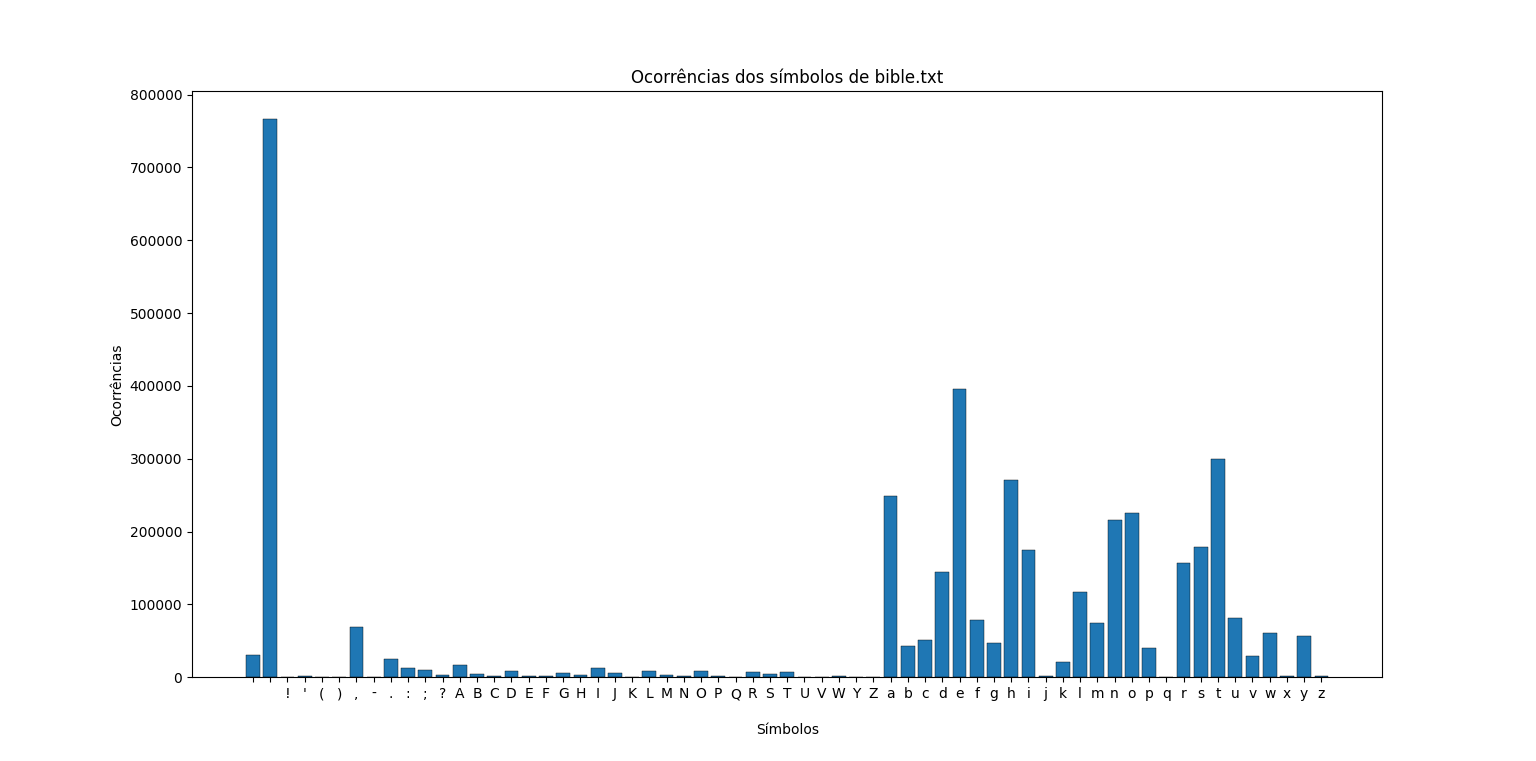 Ocorrências dos símbolos de bible.txt
800000
700000
600000
500000
400000
300000
200000
100000
0
Ocorrências
! ' ( ) , - . : ; ? A B C D E F G H I J K L M N O P Q R S T U V W Y Z a b c d e f g h i j k l m n o p q r s t u v w x y z
Símbolos